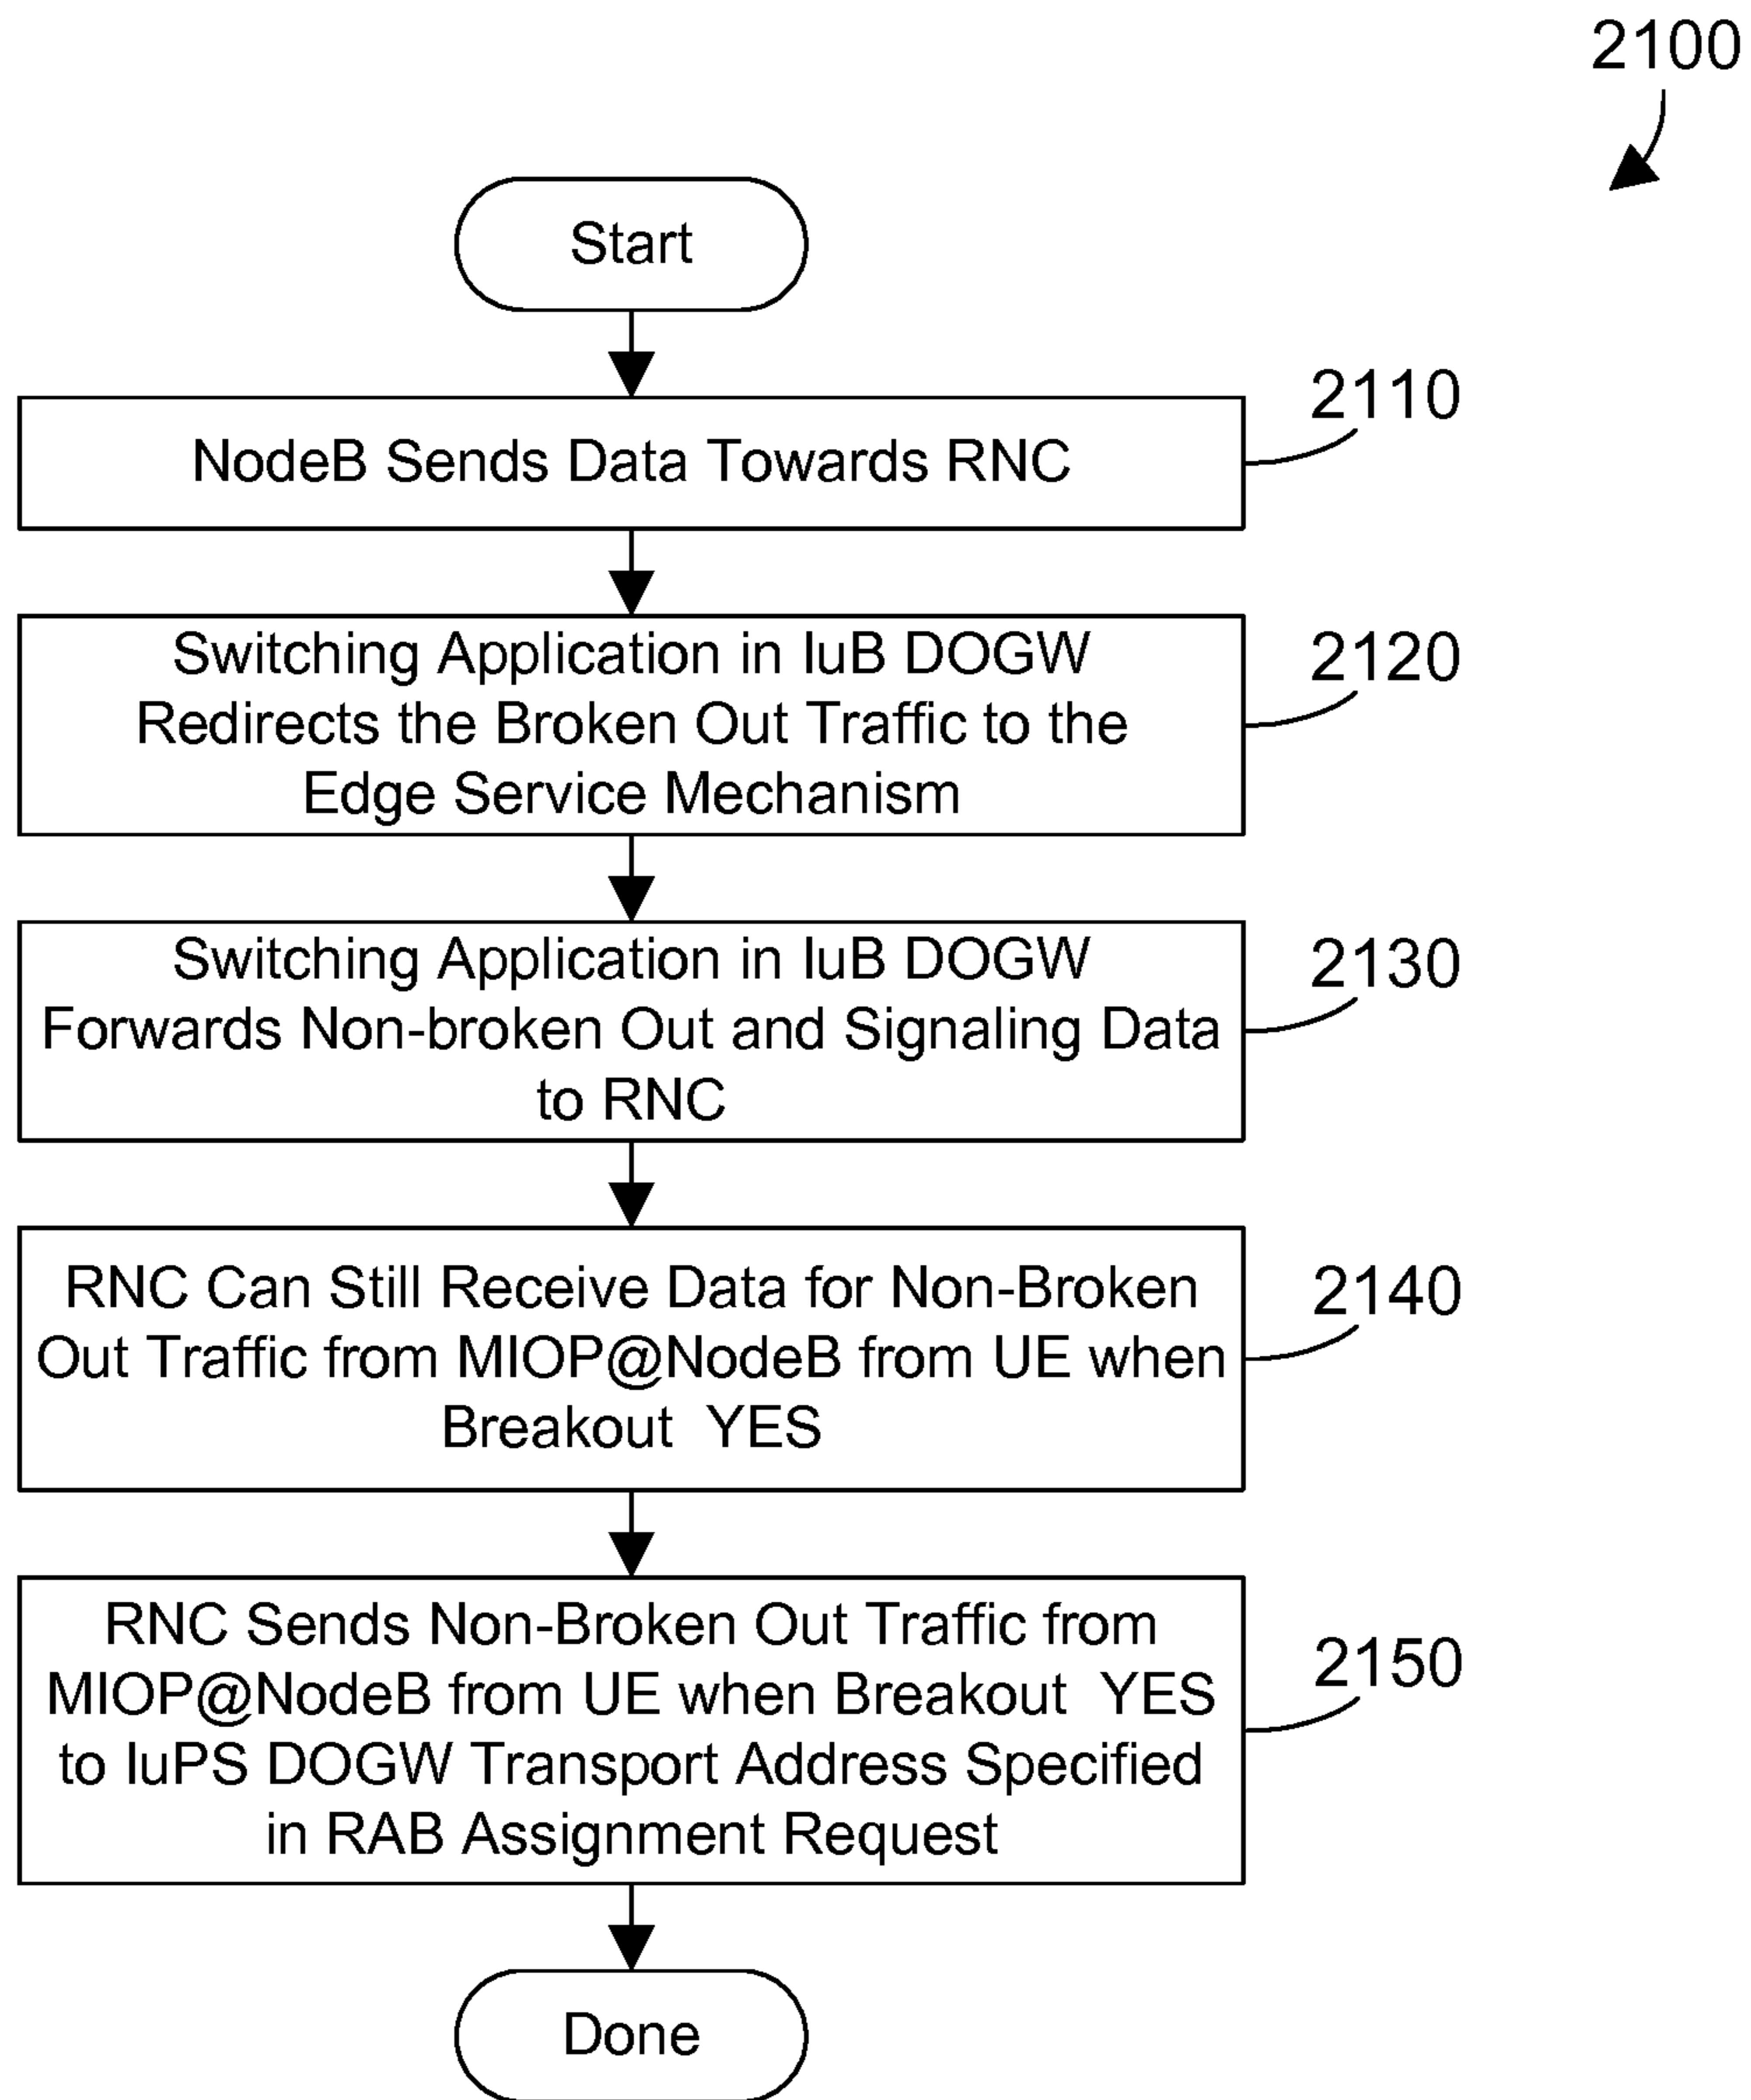 2100
Start
NodeB Sends Data Towards RNC
2110
Switching Application in IuB DOGW
Redirects the Broken Out Traffic to the
Edge Service Mechanism
2120
Switching Application in IuB DOGW
Forwards Non-broken Out and Signaling Data
to RNC
2130
RNC Can Still Receive Data for Non-Broken
Out Traffic from MIOP@NodeB from UE when
Breakout YES
2140
RNC Sends Non-Broken Out Traffic from
MIOP@NodeB from UE when Breakout YES
to IuPS DOGW Transport Address Specified
in RAB Assignment Request
2150
Done